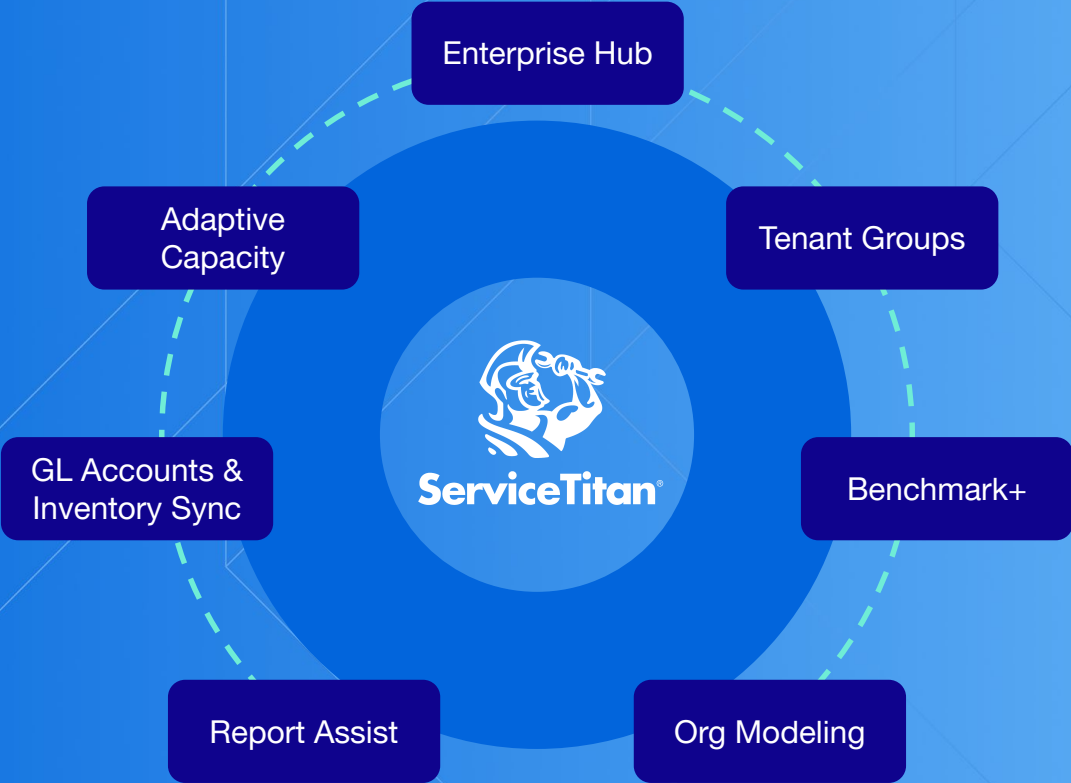 Enterprise Hub
Adaptive
Capacity
Tenant Groups
ServiceTitan®
GL Accounts &
Inventory Sync
Benchmark+
Report Assist
Org Modeling